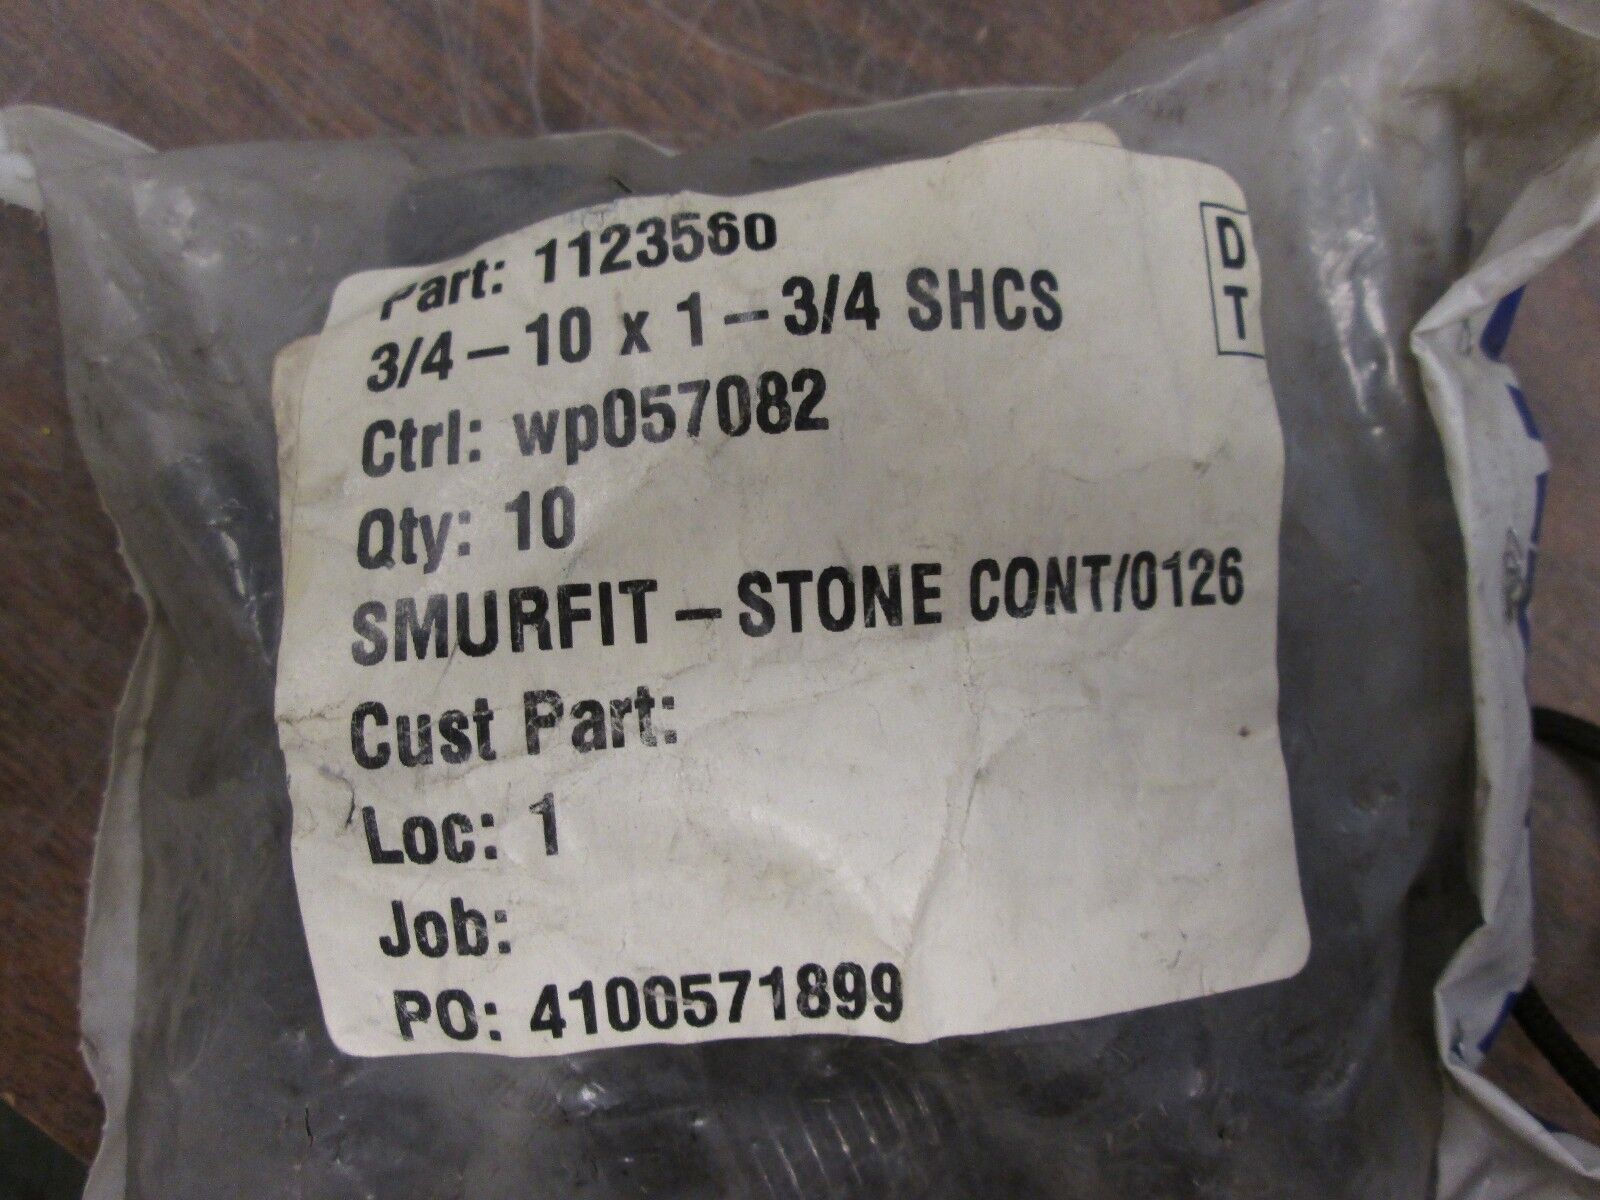 Part: 1123560
3/4-10 x 1-3/4 SHCS
Ctrl: wp057082
Qty: 10
SMURFIT-STONE CONT/0126
Cust Part:
Loc: 1
Job:
PO: 4100571899
D
T